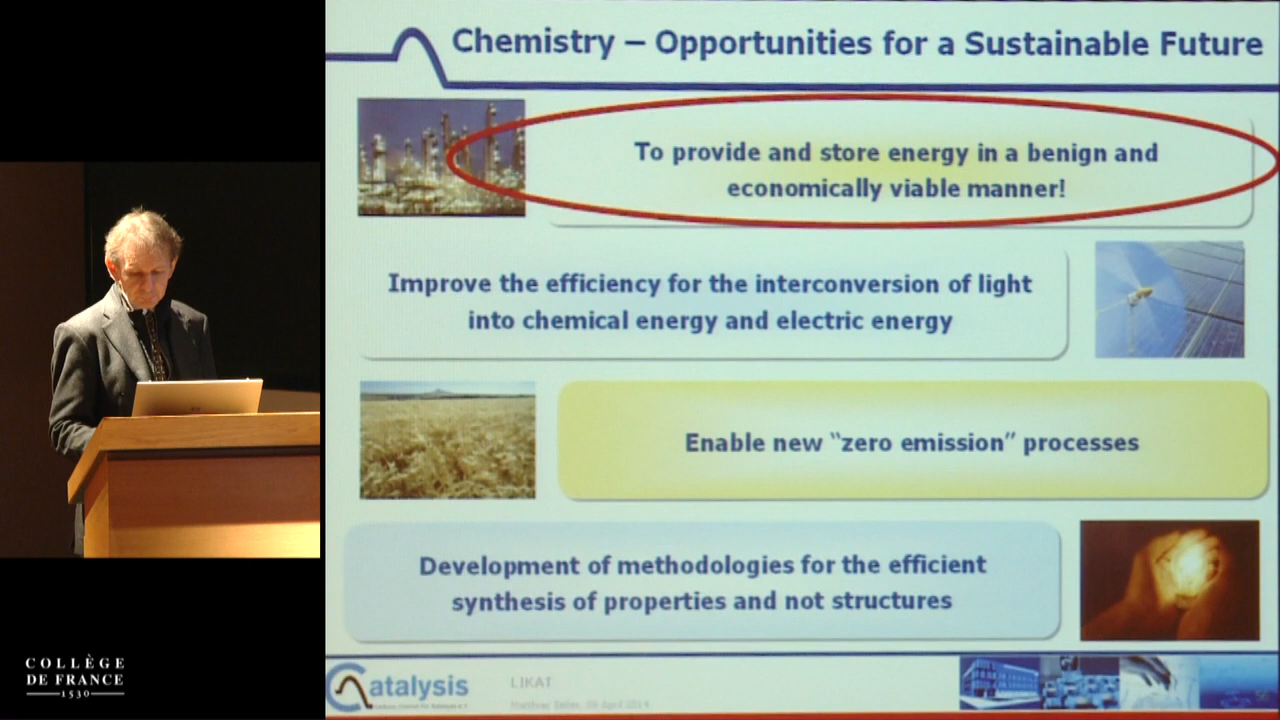 Chemistry – Opportunities for a Sustainable Future
To provide and store energy in a benign and
economically viable manner!
Improve the efficiency for the interconversion of light
into chemical energy and electric energy
Enable new “zero emission” processes
Development of methodologies for the efficient
synthesis of properties and not structures
COLLÈGE
DE FRANCE
1530
Catalysis
LIKAT